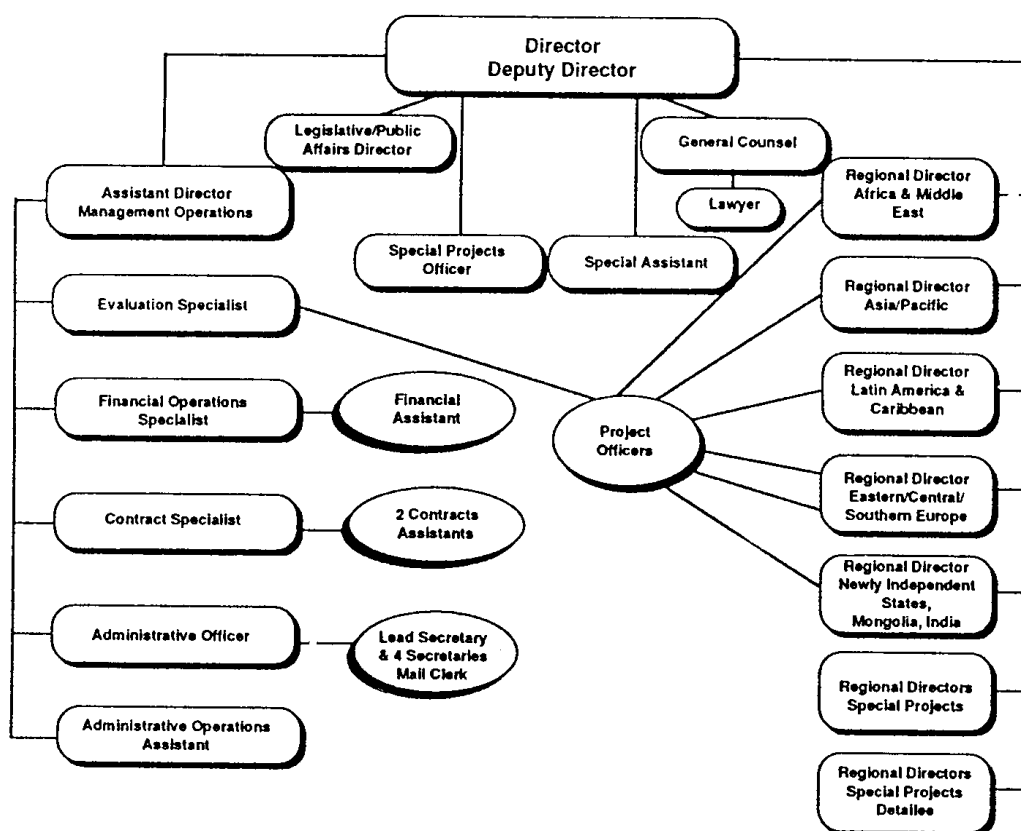 Director
Deputy Director
Legislative/Public
Affairs Director
General Counsel
Lawyer
Assistant Director
Management Operations
Special Projects
Officer
Special Assistant
Evaluation Specialist
Financial Operations
Specialist
Financial
Assistant
Contract Specialist
2 Contracts
Assistants
Administrative Officer
Lead Secretary
& 4 Secretaries
Mail Clerk
Administrative Operations
Assistant
Project
Officers
Regional Director
Africa & Middle
East
Regional Director
Asia/Pacific
Regional Director
Latin America &
Caribbean
Regional Director
Eastern/Central/
Southern Europe
Regional Director
Newly Independent
States,
Mongolia, India
Regional Directors
Special Projects
Regional Directors
Special Projects
Detailee